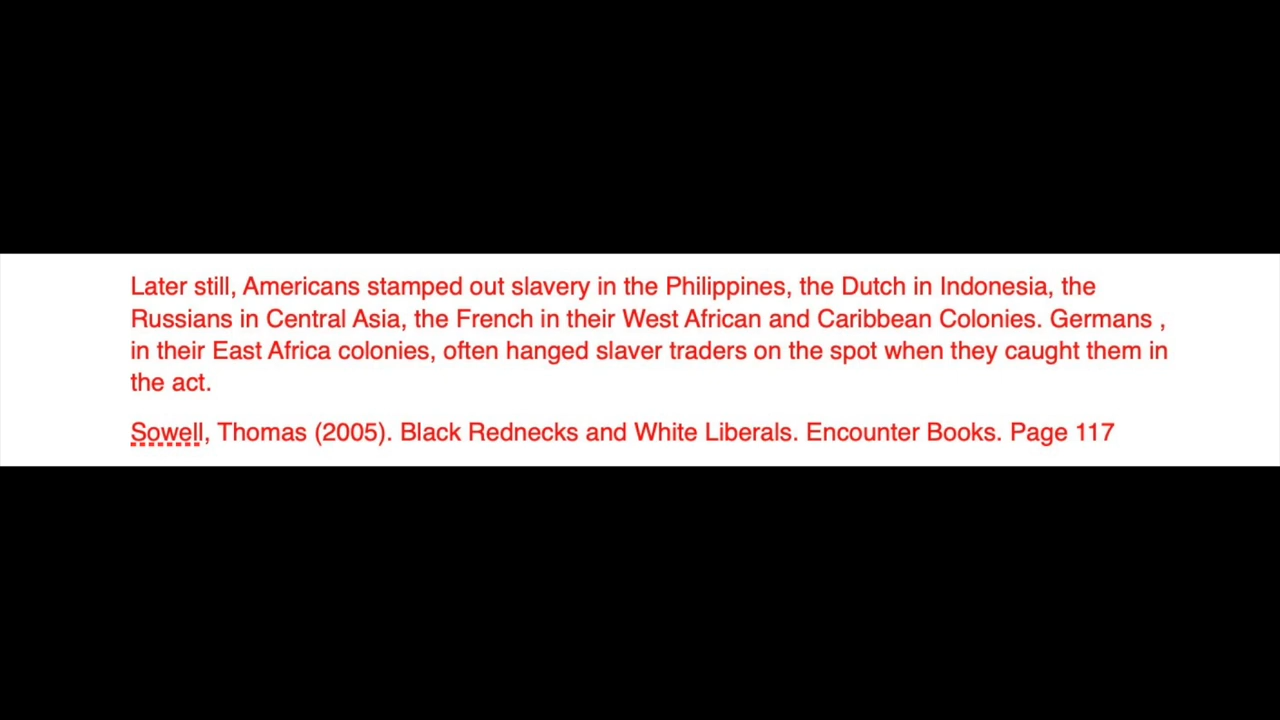 Later still, Americans stamped out slavery in the Philippines, the Dutch in Indonesia, the
Russians in Central Asia, the French in their West African and Caribbean Colonies. Germans ,
in their East Africa colonies, often hanged slaver traders on the spot when they caught them in
the act.
Sowell, Thomas (2005). Black Rednecks and White Liberals. Encounter Books. Page 117